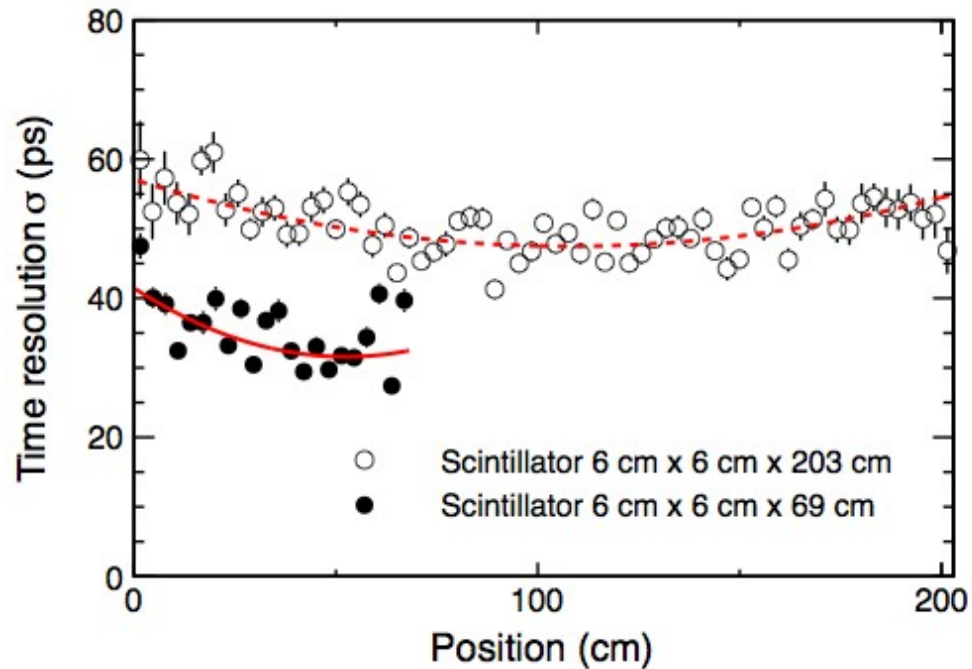 80
60
40
20
0
Time resolution σ (ps)
Scintillator 6 cm x 6 cm x 203 cm
Scintillator 6 cm x 6 cm x 69 cm
0
100
200
Position (cm)